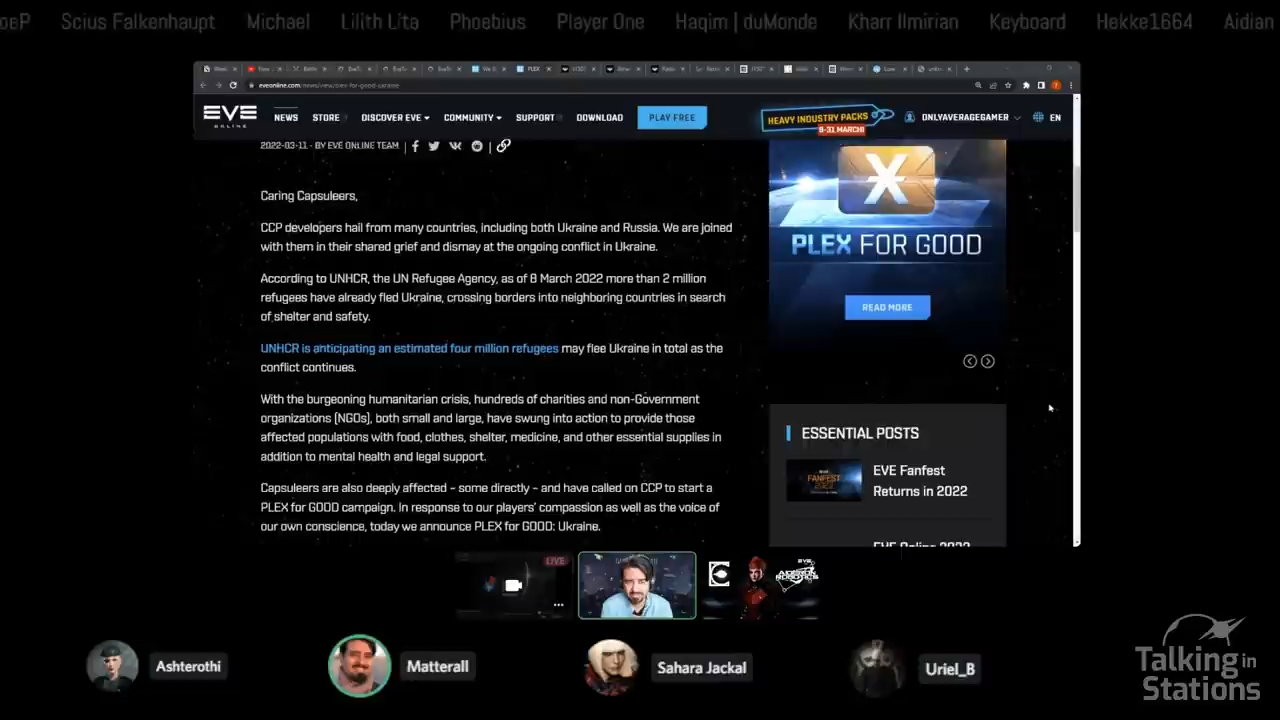 Scius Falkenhaupt Michael Lilith Lita Phoebius Player One Haqim | duMonde Kharr Ilmirian Keyboard Hekke1664 Aidian
eveonline.com/news/view/plex-for-good-ukraine
EVE
ONLINE
NEWS STORE DISCOVER EVE COMMUNITY SUPPORT DOWNLOAD PLAY FREE
HEAVY INDUSTRY PACKS
9-31 MARCH!
ONLYAVERAGEGAMER EN
2022-03-11 - BY EVE ONLINE TEAM
Caring Capsuleers,
CCP developers hail from many countries, including both Ukraine and Russia. We are joined
with them in their shared grief and dismay at the ongoing conflict in Ukraine.
According to UNHCR, the UN Refugee Agency, as of 8 March 2022 more than 2 million
refugees have already fled Ukraine, crossing borders into neighboring countries in search
of shelter and safety.
UNHCR is anticipating an estimated four million refugees may flee Ukraine in total as the
conflict continues.
With the burgeoning humanitarian crisis, hundreds of charities and non-Government
organizations (NGOs), both small and large, have swung into action to provide those
affected populations with food, clothes, shelter, medicine, and other essential supplies in
addition to mental health and legal support.
Capsuleers are also deeply affected – some directly – and have called on CCP to start a
PLEX for GOOD campaign. In response to our players' compassion as well as the voice of
our own conscience, today we announce PLEX for GOOD: Ukraine.
PLEX FOR GOOD
READ MORE
ESSENTIAL POSTS
EVE Fanfest
Returns in 2022
EVE Online 2022
LIVE
EVE
Ashterothi
Matterall
Sahara Jackal
Uriel_B
Talking in
Stations